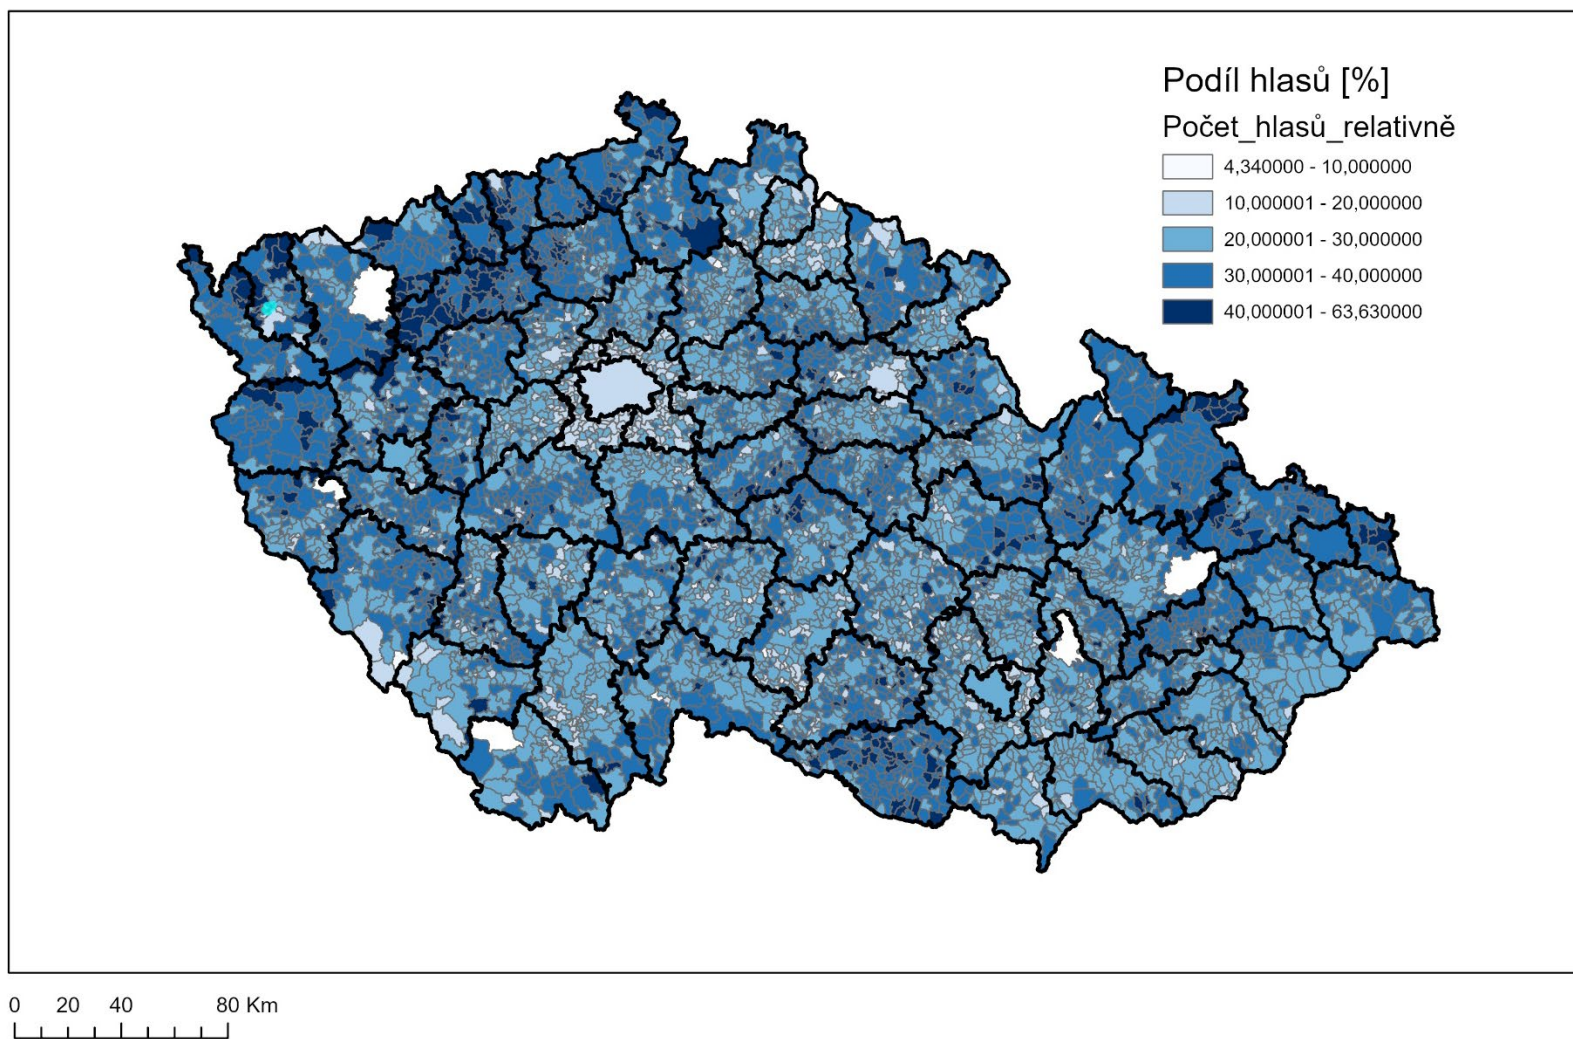 Podíl hlasů [%]
Počet_hlasů_relativně
4,340000 - 10,000000
10,000001 - 20,000000
20,000001 - 30,000000
30,000001 - 40,000000
40,000001 - 63,630000
0 20 40 80 Km